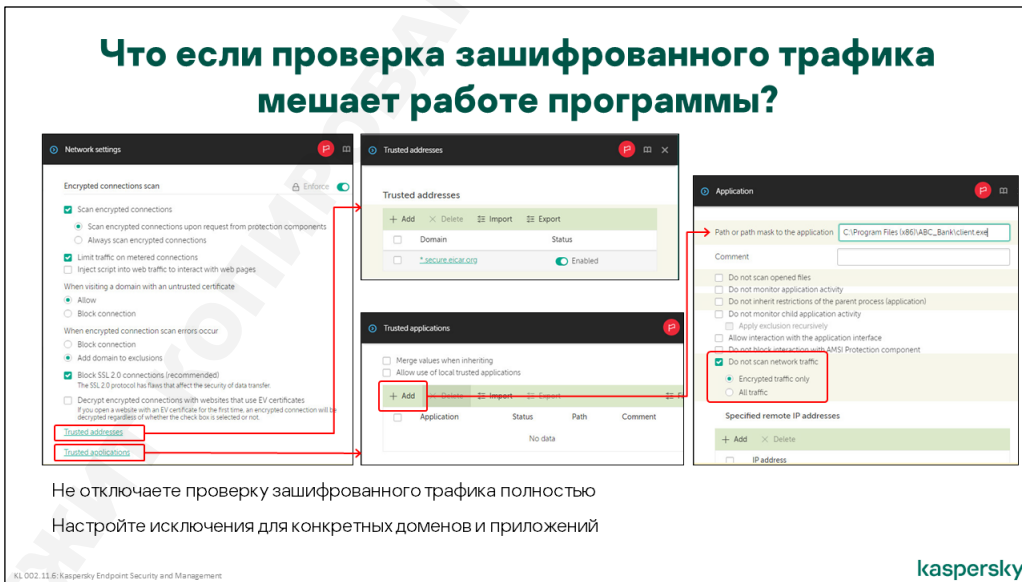 Что если проверка зашифрованного трафика
мешает работе программы?
Network settings
Encrypted connections scan
Enforce
Scan encrypted connections
Scan encrypted connections upon request from protection components
Always scan encrypted connections
Limit traffic on metered connections
Inject script into web traffic to interact with web pages
When visiting a domain with an untrusted certificate
Allow
Block connection
When encrypted connection scan errors occur
Block connection
Add domain to exclusions
Block SSL 2.0 connections (recommended)
The SSL 2.0 protocol has flaws that affect the security of data transfer.
Decrypt encrypted connections with websites that use EV certificates
If you open a website with an EV certificate for the first time, an encrypted connection will be
decrypted regardless of whether the check box is selected or not.
Trusted addresses
Trusted applications
Trusted addresses
Trusted addresses
+ Add × Delete Import Export
Domain Status
*.secure.eicar.org Enabled
Trusted applications
Merge values when inheriting
Allow use of local trusted applications
+ Add × Delete Import Export
Application Status Path Comment
No data
Application
Path or path mask to the application C:\Program Files (x86)\ABC_Bank\client.exe
Comment
Do not scan opened files
Do not monitor application activity
Do not inherit restrictions of the parent process (application)
Do not monitor child application activity
Apply exclusion recursively
Allow interaction with the application interface
Do not block interaction with AMSI Protection component
Do not scan network traffic
Encrypted traffic only
All traffic
Specified remote IP addresses
+ Add × Delete
IP address
Не отключаете проверку зашифрованного трафика полностью
Настройте исключения для конкретных доменов и приложений
KL 002.11.6: Kaspersky Endpoint Security and Management
kaspersky